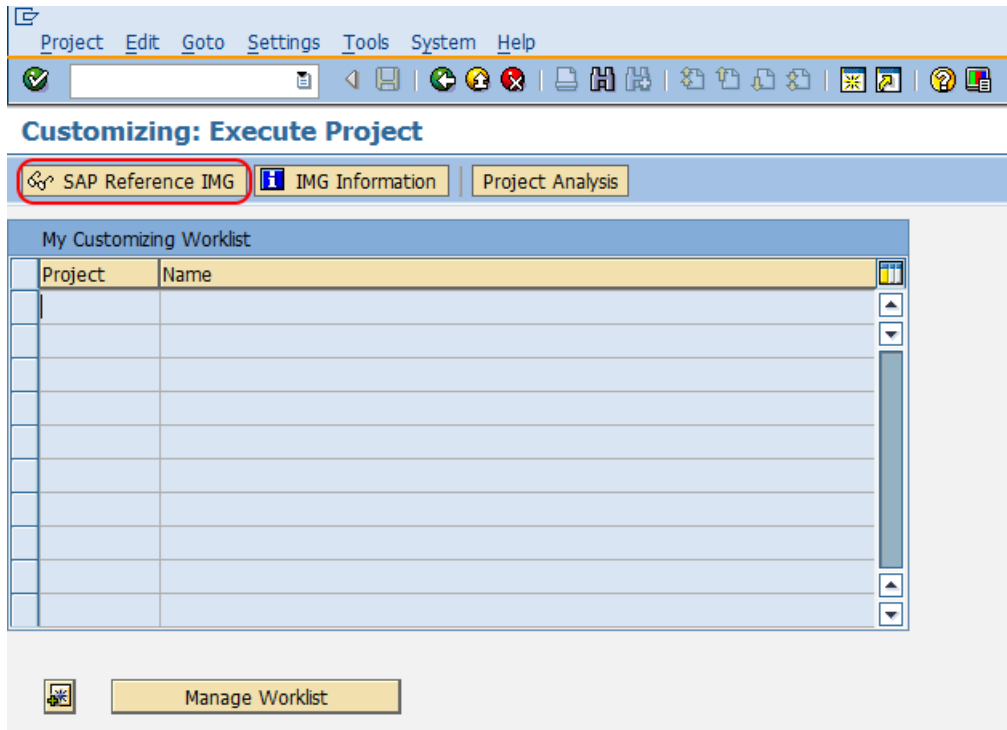 Project Edit Goto Settings Tools System Help
Customizing: Execute Project
SAP Reference IMG IMG Information Project Analysis
My Customizing Worklist
Project Name
Manage Worklist